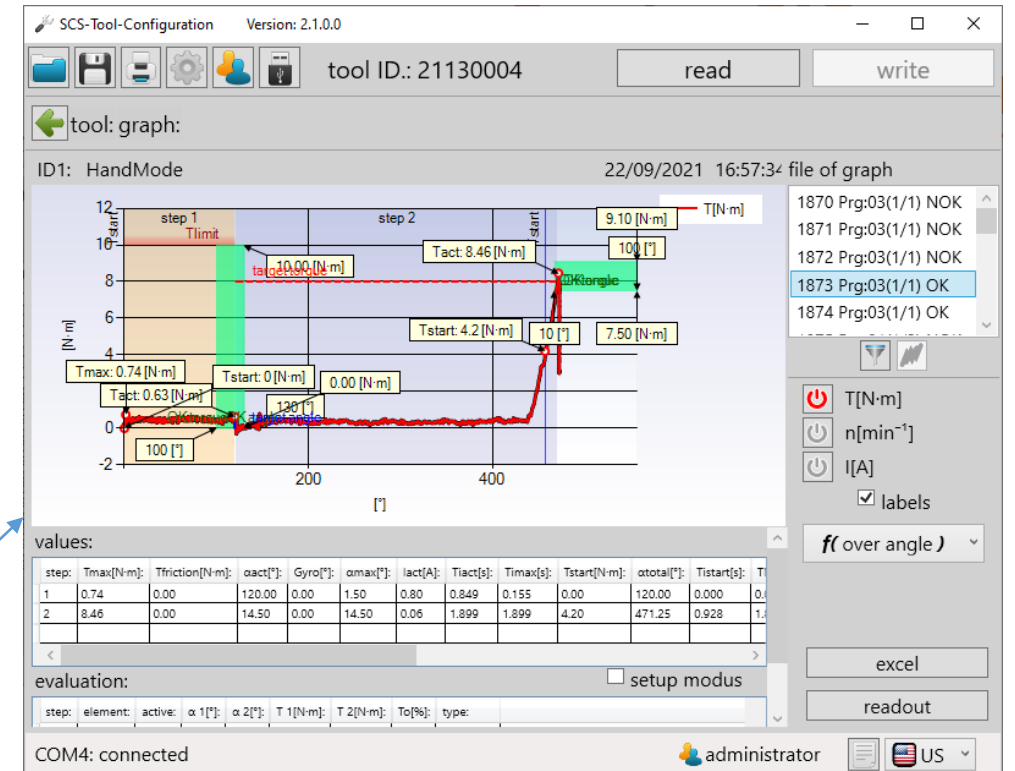 SCS-Tool-Configuration Version: 2.1.0.0
tool ID.: 21130004 read write
tool: graph:
ID1: HandMode 22/09/2021 16:57:34 file of graph
1870 Prg:03(1/1) NOK
1871 Prg:03(1/1) NOK
1872 Prg:03(1/1) NOK
1873 Prg:03(1/1) OK
1874 Prg:03(1/1) OK
12
10
8
6
4
0
-2
[N·m]
start step 1 step 2 start
Tlimit
T[N·m]
9.10 [N·m]
100 [°]
Tact: 8.46 [N·m]
10.00 [N·m]
target torque
Tstart: 4.2 [N·m] 10 [°] 7.50 [N·m]
Tmax: 0.74 [N·m]
Tstart: 0 [N·m]
0.00 [N·m]
Tact: 0.63 [N·m]
130 [°]
OKtorque target angle
100 [°]
200 400
[°]
T[N·m]
n[min⁻¹]
I[A]
labels
f( over angle )
values:
step: Tmax[N·m]: Tfriction[N·m]: αact[°]: Gyro[°]: αmax[°]: Iact[A]: Tiact[s]: Timax[s]: Tstart[N·m]: αtotal[°]: Tistart[s]:
1 0.74 0.00 120.00 0.00 1.50 0.80 0.849 0.155 0.00 120.00 0.000
2 8.46 0.00 14.50 0.00 14.50 0.06 1.899 1.899 4.20 471.25 0.928
evaluation: setup modus
step: element: active: α 1[°]: α 2[°]: T 1[N·m]: T 2[N·m]: To[%]: type:
excel
readout
COM4: connected administrator US